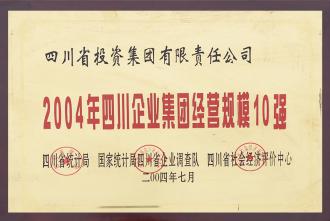 四川省投资集团有限责任公司
2004年四川企业集团经营规模10强
四川省统计局 国家统计局四川省企业调查队 四川省社会经济评价中心
二00四年七月